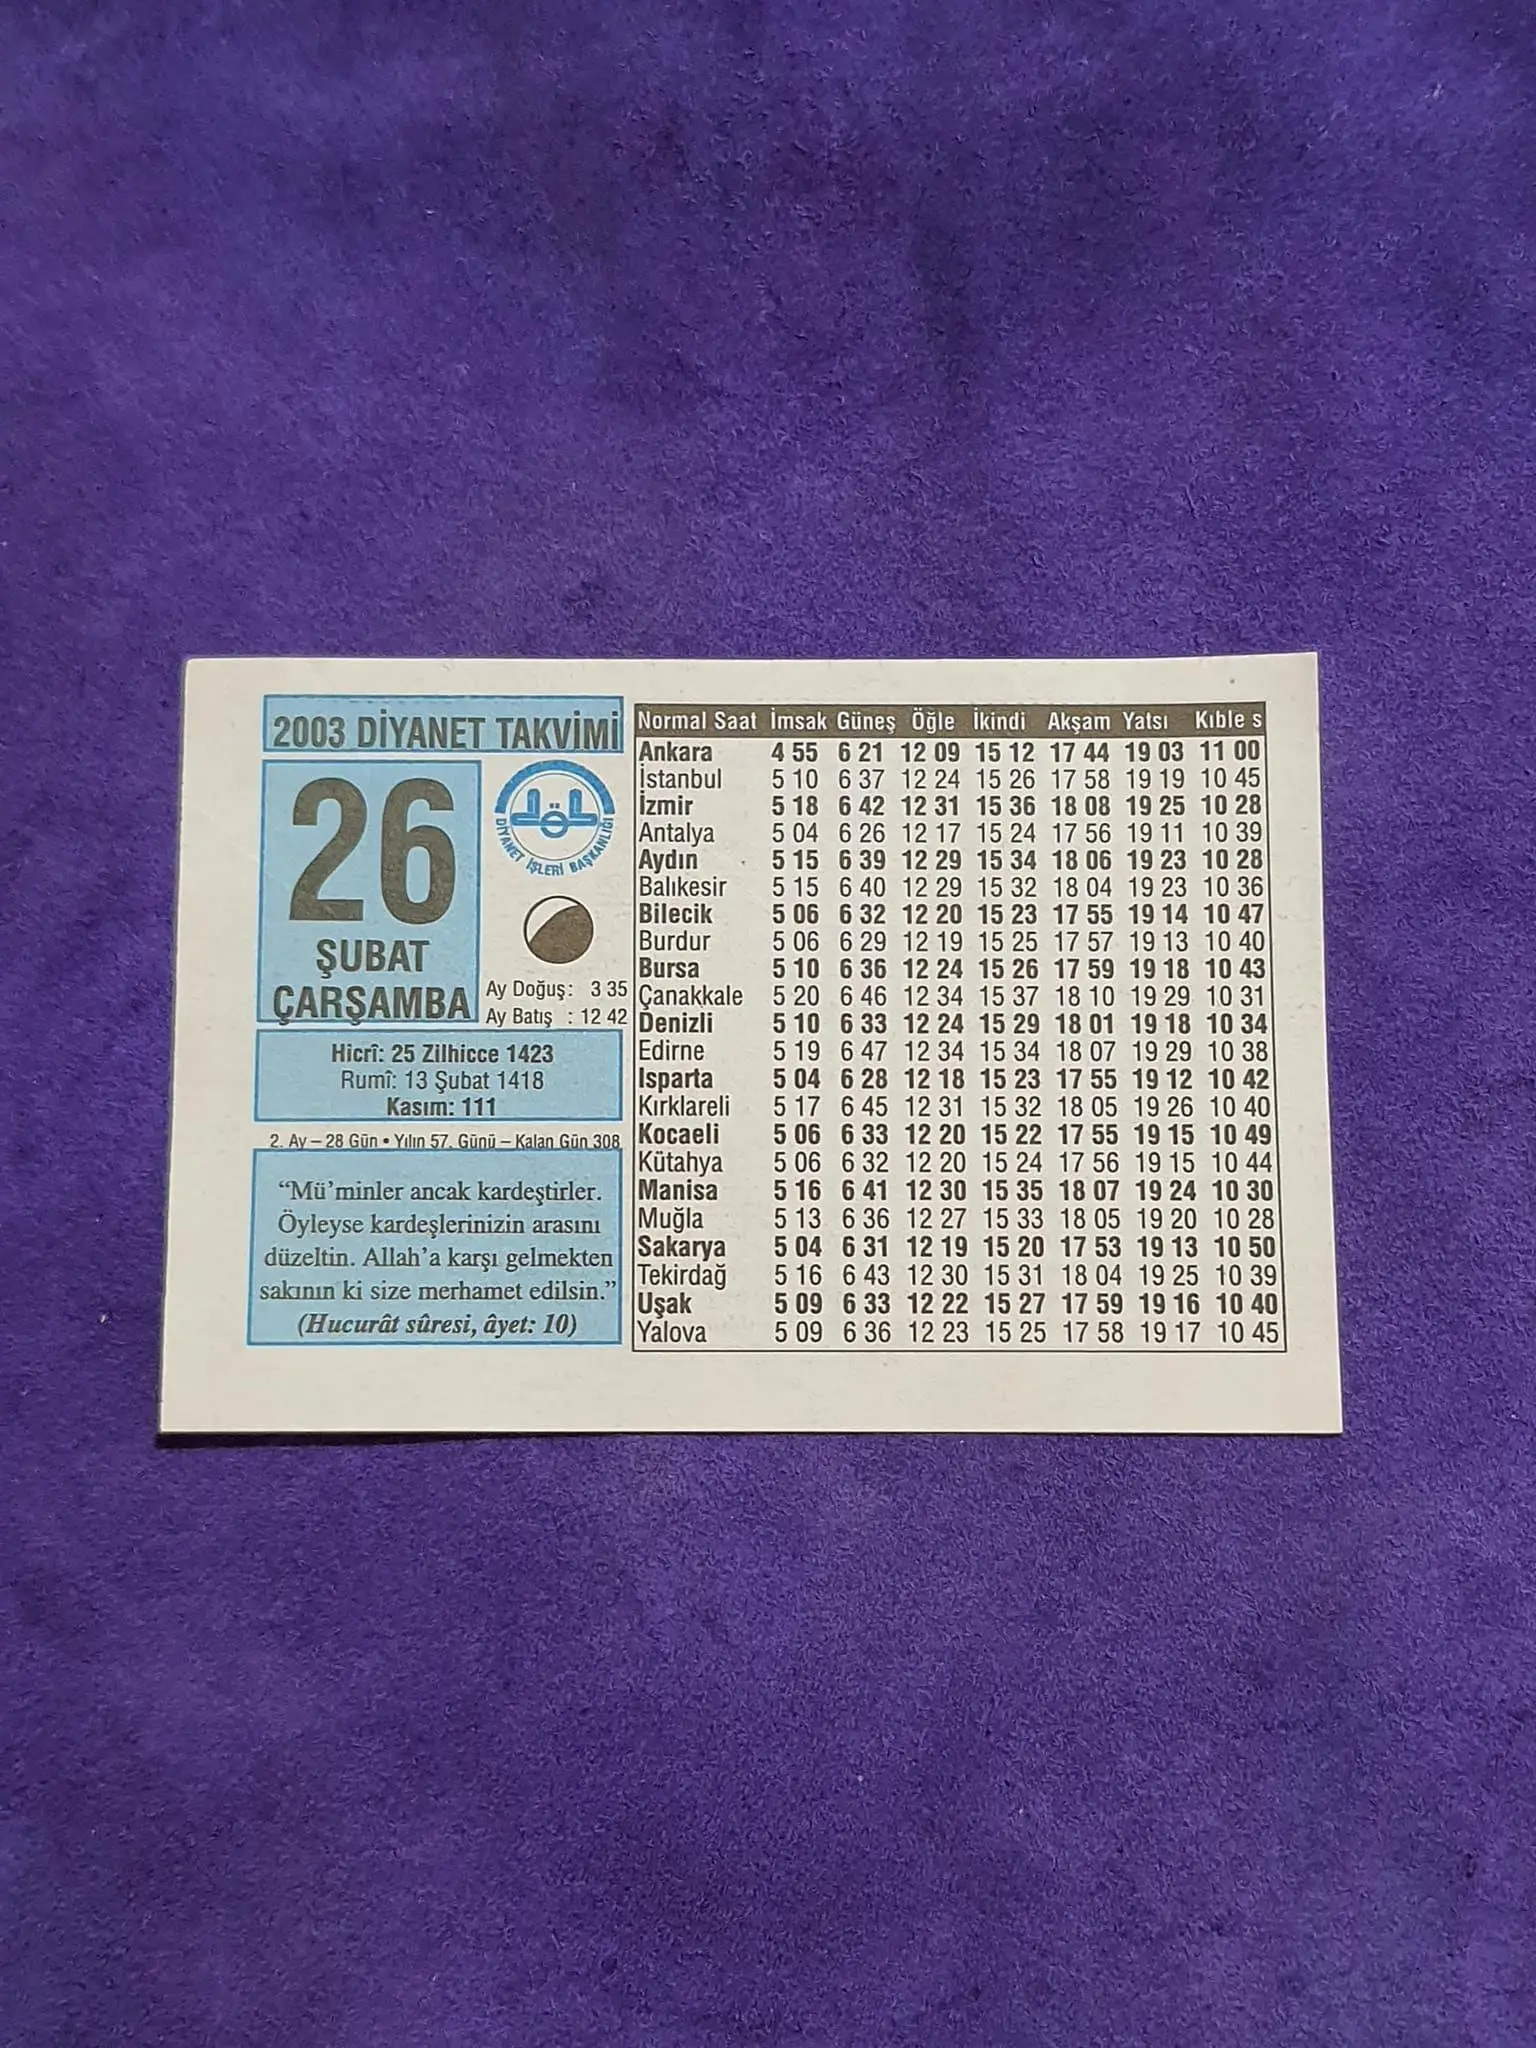 2003 DİYANET TAKVİMİ
26
ŞUBAT
ÇARŞAMBA
DİYANET İŞLERİ BAŞKANLIĞI
Ay Doğuş: 3 35
Ay Batış : 12 42
Hicrî: 25 Zilhicce 1423
Rumî: 13 Şubat 1418
Kasım: 111
2. Ay – 28 Gün • Yılın 57. Günü – Kalan Gün 308
“Mü’minler ancak kardeştirler.
Öyleyse kardeşlerinizin arasını
düzeltin. Allah’a karşı gelmekten
sakının ki size merhamet edilsin.”
(Hucurât sûresi, âyet: 10)
Normal Saat İmsak Güneş Öğle İkindi Akşam Yatsı Kıble s
Ankara 4 55 6 21 12 09 15 12 17 44 19 03 11 00
İstanbul 5 10 6 37 12 24 15 26 17 58 19 19 10 45
İzmir 5 18 6 42 12 31 15 36 18 08 19 25 10 28
Antalya 5 04 6 26 12 17 15 24 17 56 19 11 10 39
Aydın 5 15 6 39 12 29 15 34 18 06 19 23 10 28
Balıkesir 5 15 6 40 12 29 15 32 18 04 19 23 10 36
Bilecik 5 06 6 32 12 20 15 23 17 55 19 14 10 47
Burdur 5 06 6 29 12 19 15 25 17 57 19 13 10 40
Bursa 5 10 6 36 12 24 15 26 17 59 19 18 10 43
Çanakkale 5 20 6 46 12 34 15 37 18 10 19 29 10 31
Denizli 5 10 6 33 12 24 15 29 18 01 19 18 10 34
Edirne 5 19 6 47 12 34 15 34 18 07 19 29 10 38
Isparta 5 04 6 28 12 18 15 23 17 55 19 12 10 42
Kırklareli 5 17 6 45 12 31 15 32 18 05 19 26 10 40
Kocaeli 5 06 6 33 12 20 15 22 17 55 19 15 10 49
Kütahya 5 06 6 32 12 20 15 24 17 56 19 15 10 44
Manisa 5 16 6 41 12 30 15 35 18 07 19 24 10 30
Muğla 5 13 6 36 12 27 15 33 18 05 19 20 10 28
Sakarya 5 04 6 31 12 19 15 20 17 53 19 13 10 50
Tekirdağ 5 16 6 43 12 30 15 31 18 04 19 25 10 39
Uşak 5 09 6 33 12 22 15 27 17 59 19 16 10 40
Yalova 5 09 6 36 12 23 15 25 17 58 19 17 10 45